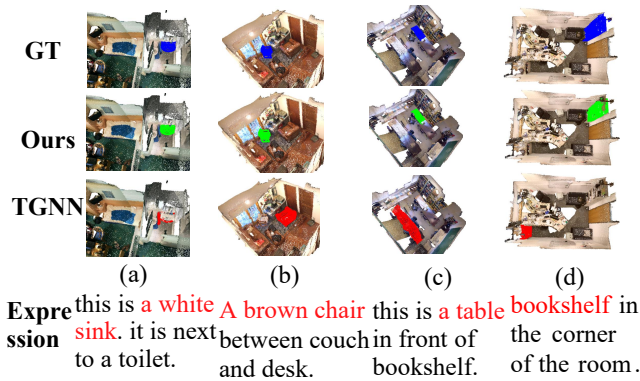 GT
Ours
TGNN
(a) (b) (c) (d)
Expre
ssion
this is a white
sink. it is next
to a toilet.
A brown chair
between couch
and desk.
this is a table
in front of
bookshelf.
bookshelf in
the corner
of the room.